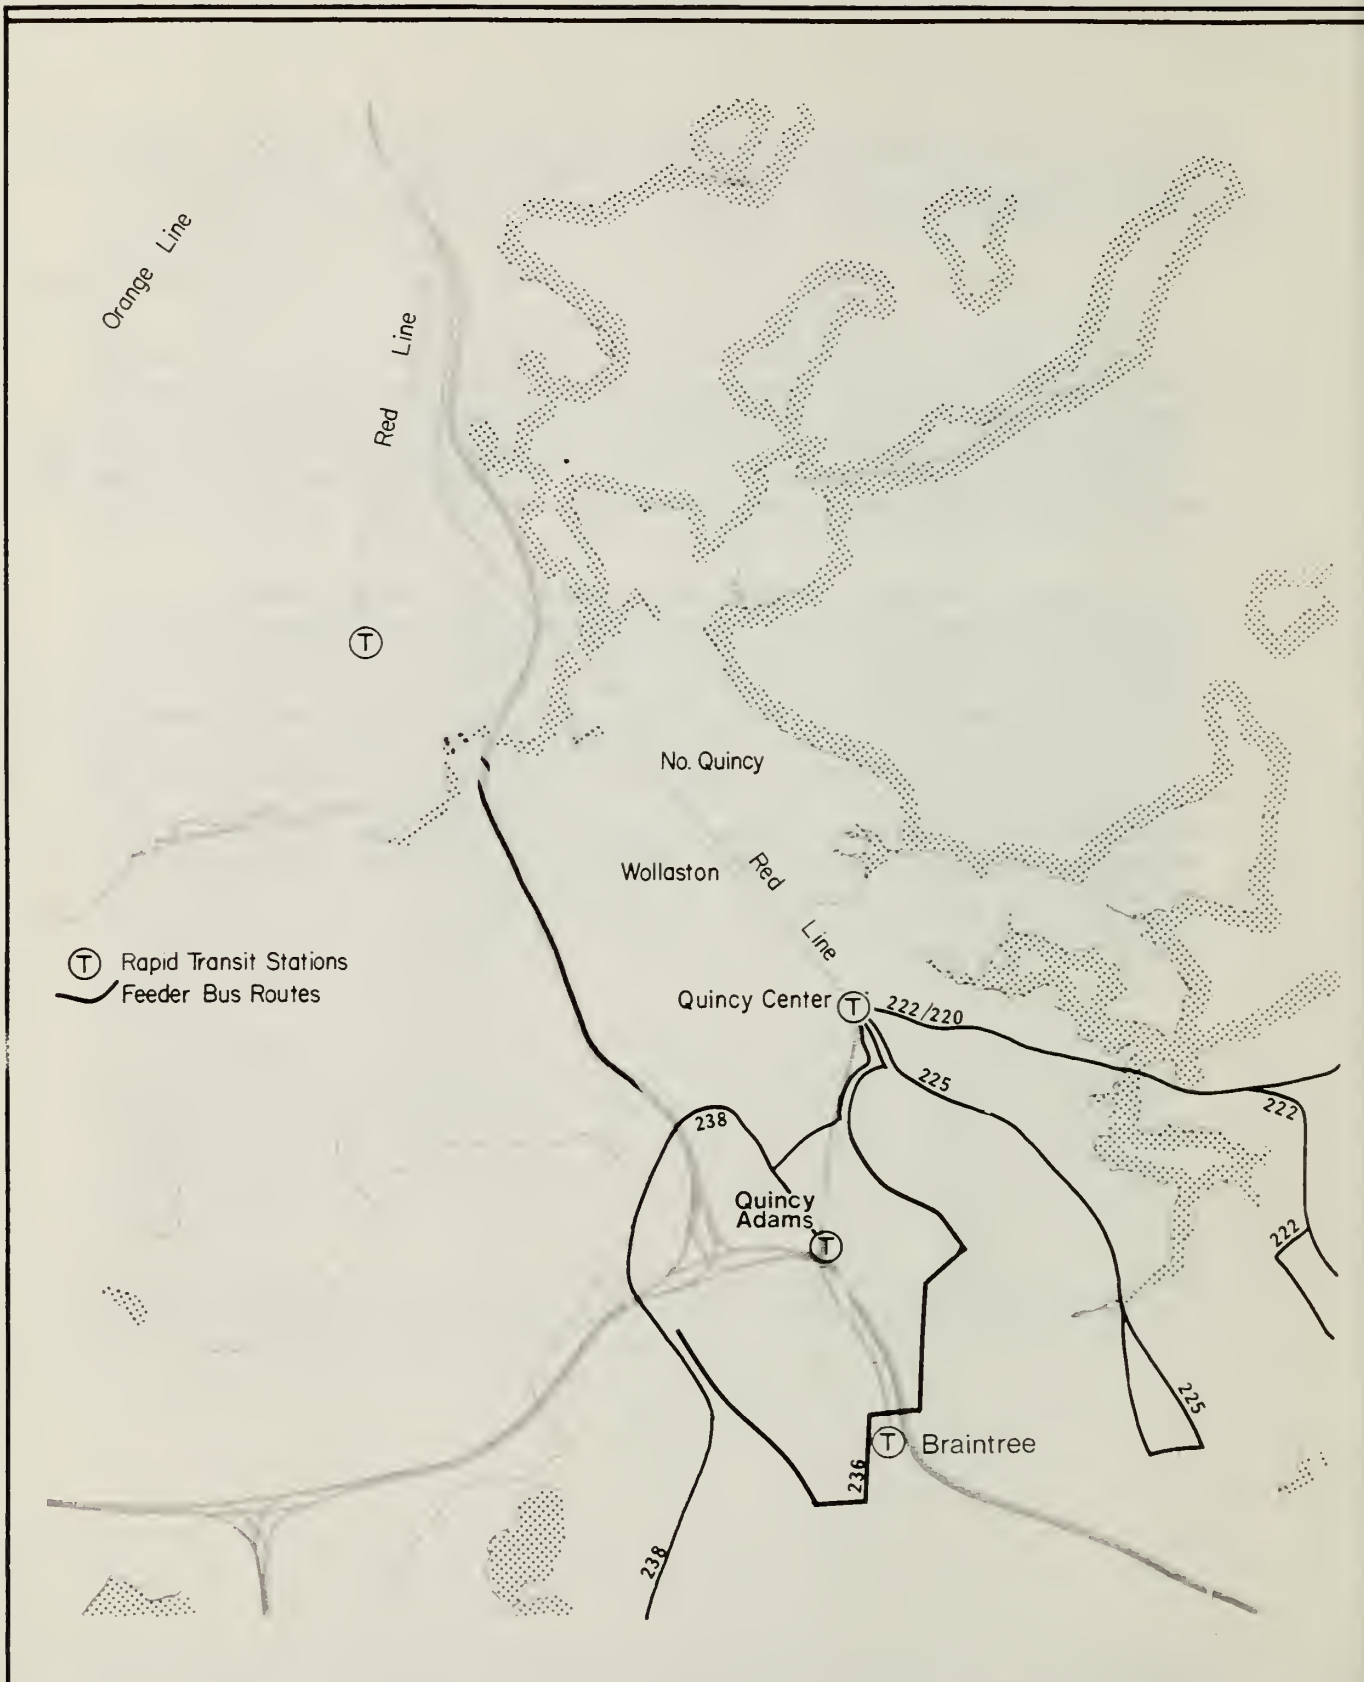 Orange Line
Red Line
T
No. Quincy
Wollaston
Red Line
T Rapid Transit Stations
Feeder Bus Routes
Quincy Center T 222/220
225
222
238
Quincy
Adams
T
222
225
T Braintree
236
238